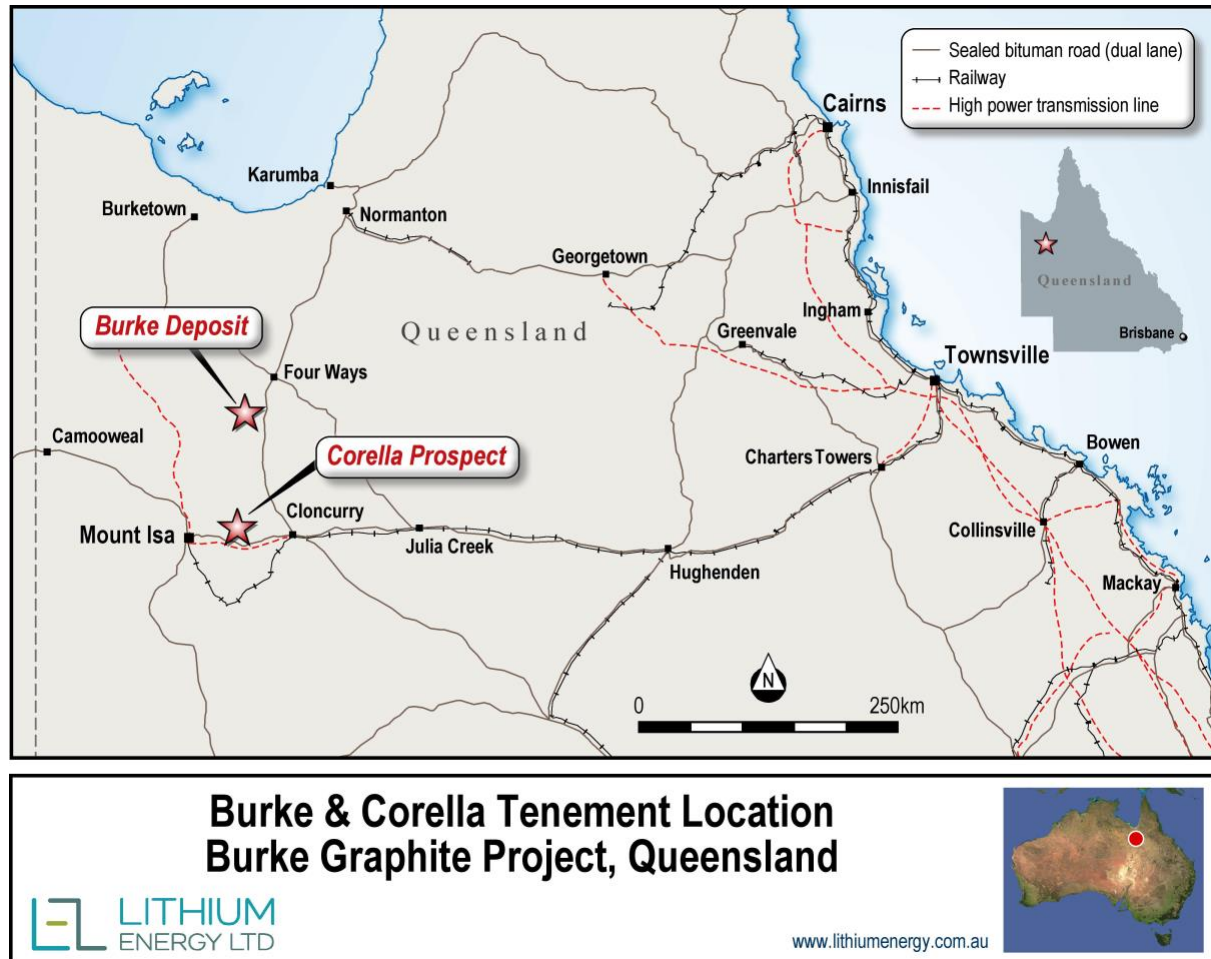 Sealed bituman road (dual lane)
Railway
High power transmission line
Cairns
Karumba
Innisfail
Burketown
Normanton
Georgetown
Queensland
Burke Deposit
Ingham
Queensland
Greenvale
Brisbane
Four Ways
Townsville
Camooweal
Corella Prospect
Charters Towers
Bowen
Cloncurry
Mount Isa
Julia Creek
Collinsville
Hughenden
Mackay
N
0 250km
Burke & Corella Tenement Location
Burke Graphite Project, Queensland
LITHIUM
ENERGY LTD
www.lithiumenergy.com.au